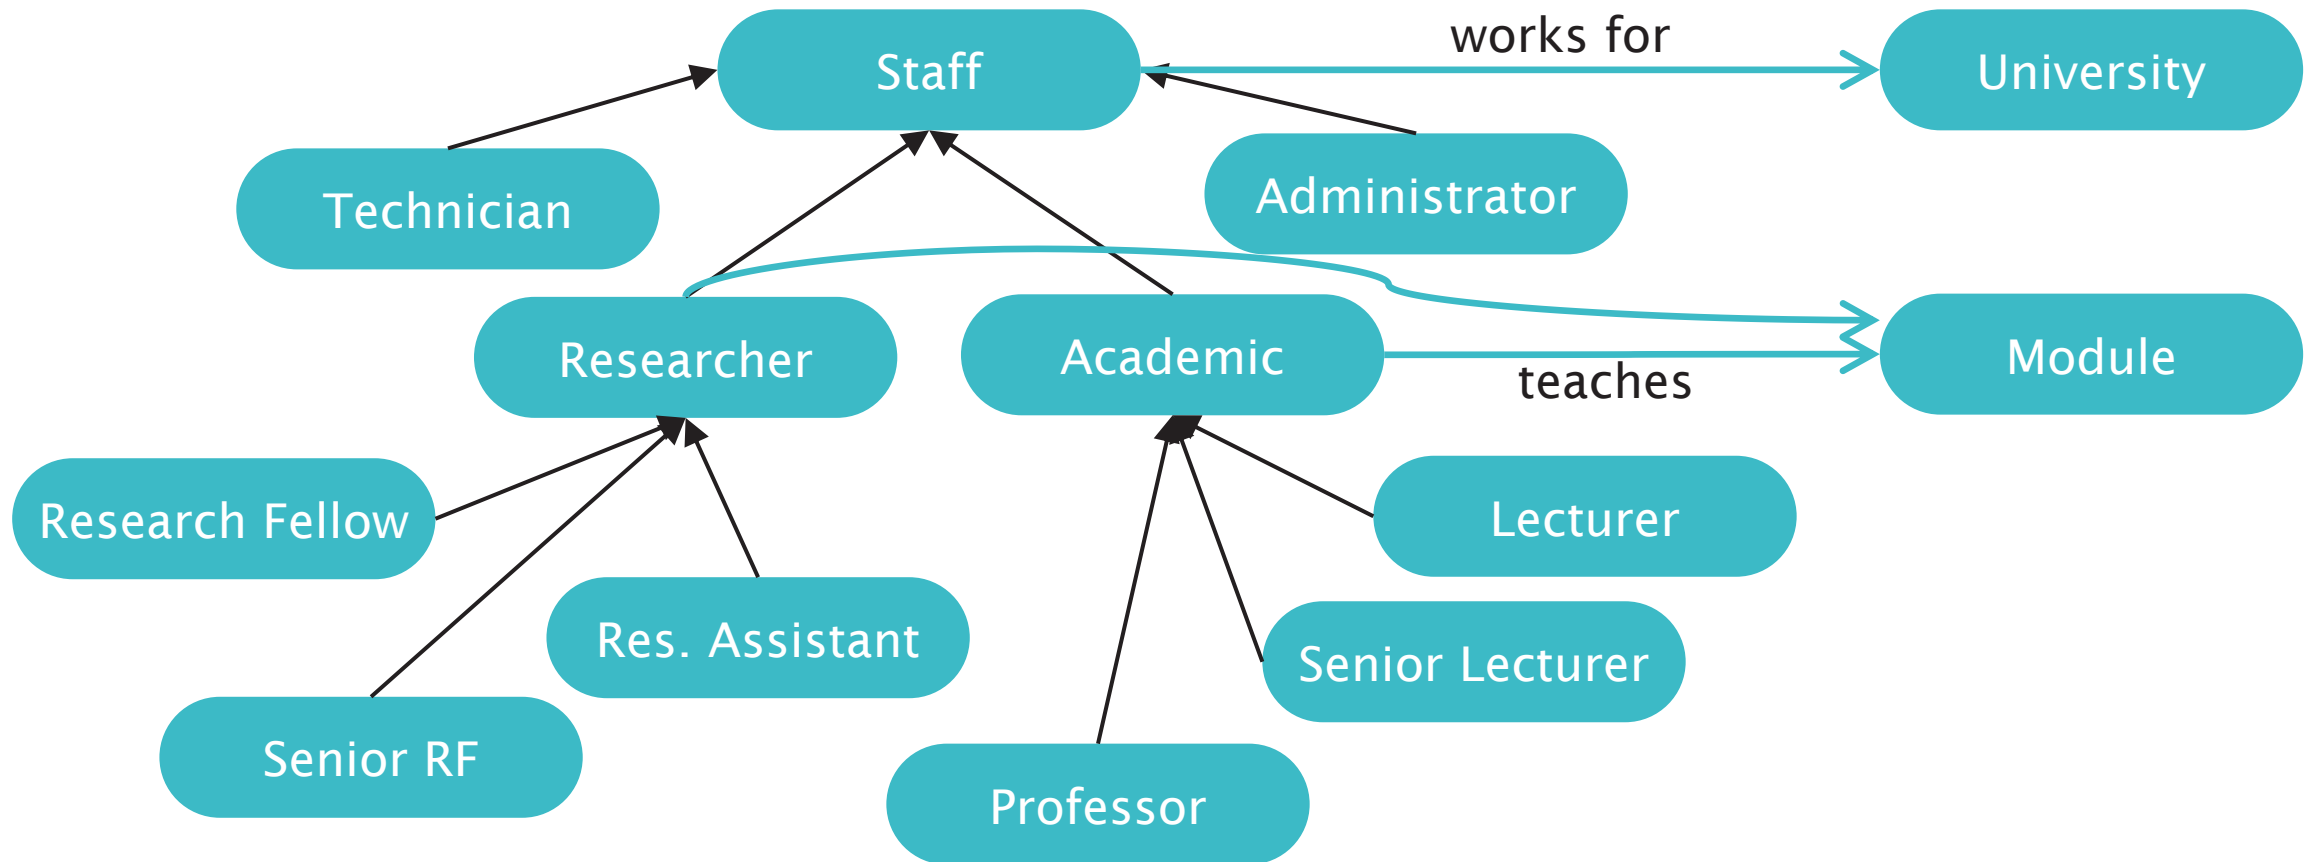 works for
Staff
University
Technician
Administrator
Researcher
Academic
Module
teaches
Research Fellow
Lecturer
Res. Assistant
Senior Lecturer
Senior RF
Professor